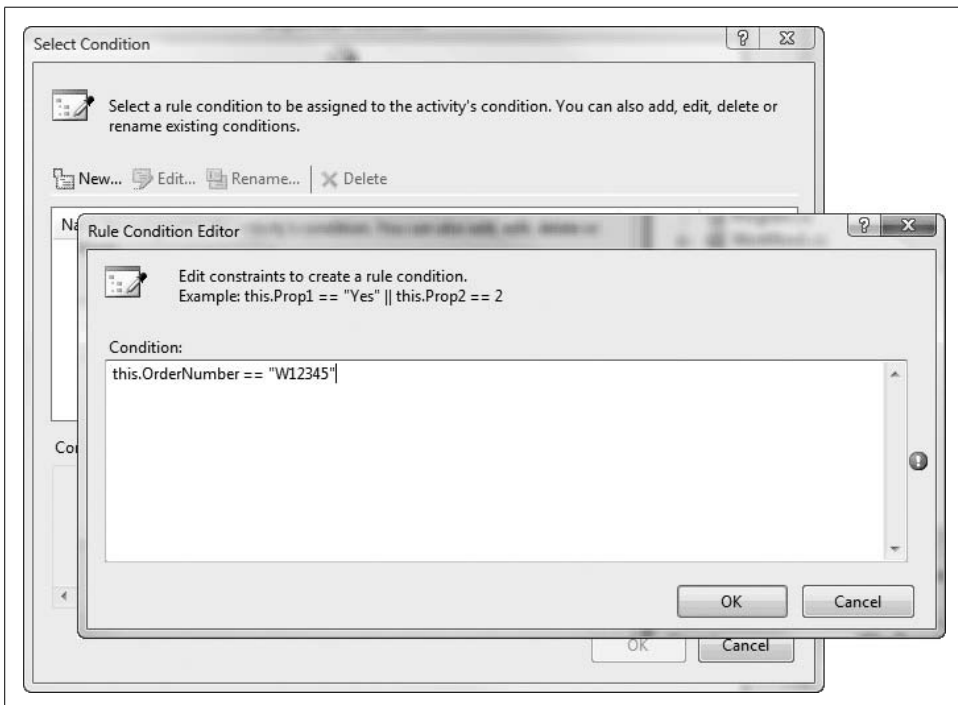 Select Condition
Select a rule condition to be assigned to the activity's condition. You can also add, edit, delete or
rename existing conditions.
New... Edit... Rename... Delete
Rule Condition Editor
Edit constraints to create a rule condition.
Example: this.Prop1 == "Yes" || this.Prop2 == 2
Condition:
this.OrderNumber == "W12345"
OK Cancel
OK Cancel